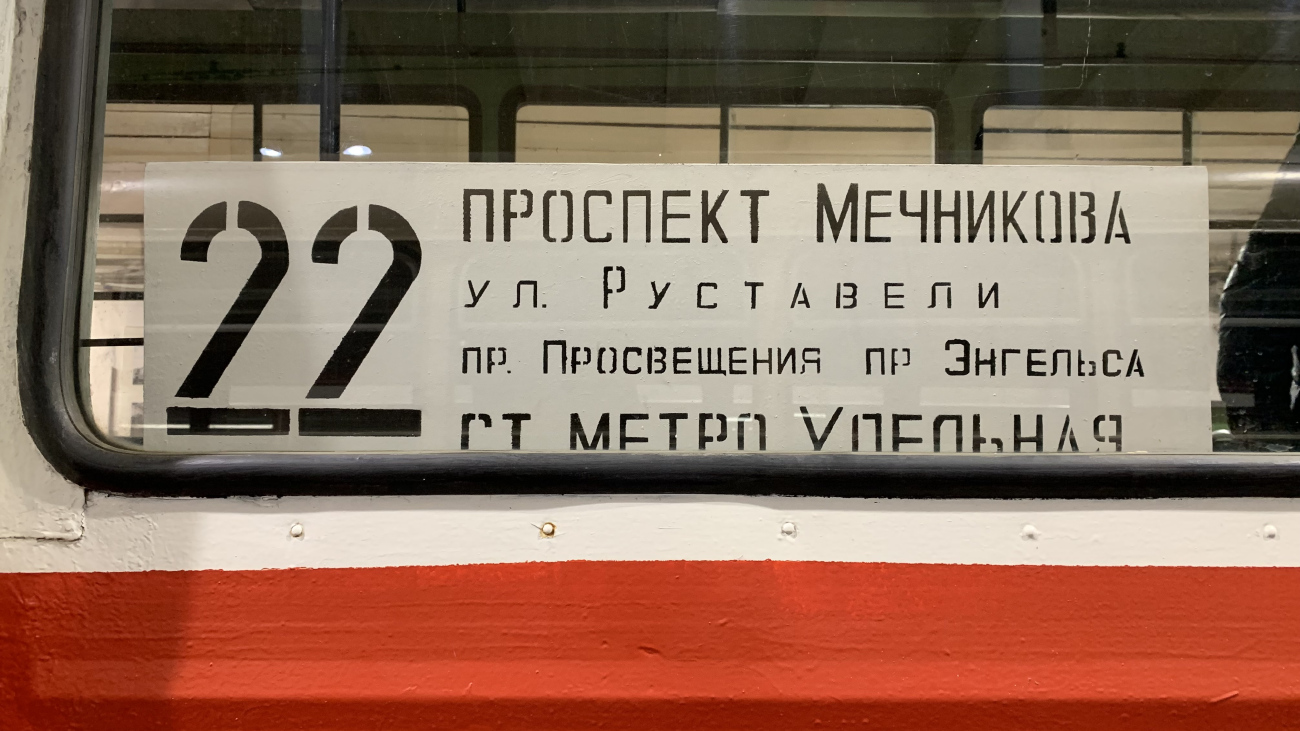 22
ПРОСПЕКТ МЕЧНИКОВА
УЛ. РУСТАВЕЛИ
ПР. ПРОСВЕЩЕНИЯ ПР ЭНГЕЛЬСА
СТ МЕТРО УДЕЛЬНАЯ